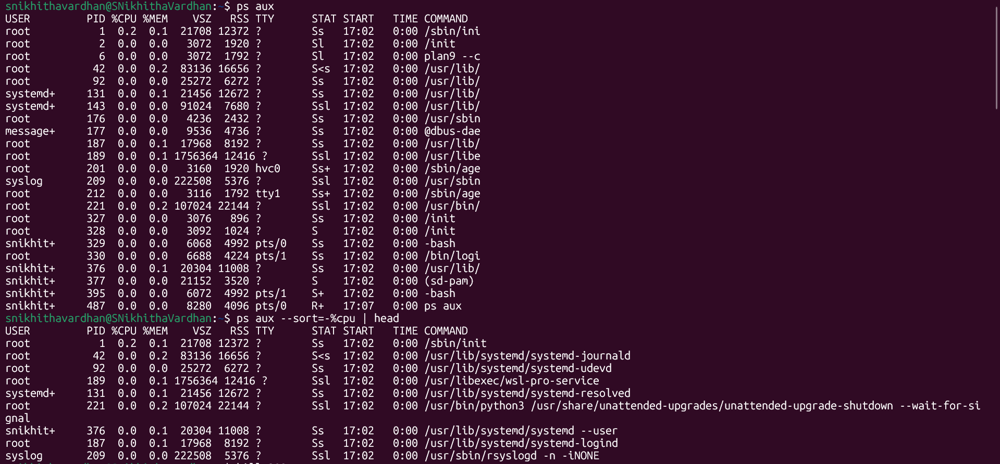 snikhithavardhan@SNikhithaVardhan:~$ ps aux
USER         PID %CPU %MEM    VSZ   RSS TTY      STAT START   TIME COMMAND
root           1  0.2  0.1  21708 12372 ?        Ss   17:02   0:00 /sbin/ini
root           2  0.0  0.0   3072  1920 ?        Sl   17:02   0:00 /init
root           6  0.0  0.0   3072  1792 ?        Sl   17:02   0:00 plan9 --c
root          42  0.0  0.2  83136 16656 ?        S<s  17:02   0:00 /usr/lib/
root          92  0.0  0.0  25272  6272 ?        Ss   17:02   0:00 /usr/lib/
systemd+     131  0.0  0.1  21456 12672 ?        Ss   17:02   0:00 /usr/lib/
systemd+     143  0.0  0.0  91024  7680 ?        Ssl  17:02   0:00 /usr/lib/
root         176  0.0  0.0   4236  2432 ?        Ss   17:02   0:00 /usr/sbin
message+     177  0.0  0.0   9536  4736 ?        Ss   17:02   0:00 @dbus-dae
root         187  0.0  0.1  17968  8192 ?        Ss   17:02   0:00 /usr/lib/
root         189  0.0  0.1 1756364 12416 ?       Ssl  17:02   0:00 /usr/libe
root         201  0.0  0.0   3160  1920 hvc0     Ss+  17:02   0:00 /sbin/age
syslog       209  0.0  0.0 222508  5376 ?        Ssl  17:02   0:00 /usr/sbin
root         212  0.0  0.0   3116  1792 tty1     Ss+  17:02   0:00 /sbin/age
root         221  0.0  0.2 107024 22144 ?        Ssl  17:02   0:00 /usr/bin/
root         327  0.0  0.0   3076   896 ?        Ss   17:02   0:00 /init
root         328  0.0  0.0   3092  1024 ?        S    17:02   0:00 /init
snikhit+     329  0.0  0.0   6068  4992 pts/0    Ss   17:02   0:00 -bash
root         330  0.0  0.0   6688  4224 pts/1    Ss   17:02   0:00 /bin/logi
snikhit+     376  0.0  0.1  20304 11008 ?        Ss   17:02   0:00 /usr/lib/
snikhit+     377  0.0  0.0  21152  3520 ?        S    17:02   0:00 (sd-pam)
snikhit+     395  0.0  0.0   6072  4992 pts/1    S+   17:02   0:00 -bash
snikhit+     487  0.0  0.0   8280  4096 pts/0    R+   17:07   0:00 ps aux
snikhithavardhan@SNikhithaVardhan:~$ ps aux --sort=-%cpu | head
USER         PID %CPU %MEM    VSZ   RSS TTY      STAT START   TIME COMMAND
root           1  0.2  0.1  21708 12372 ?        Ss   17:02   0:00 /sbin/init
root          42  0.0  0.2  83136 16656 ?        S<s  17:02   0:00 /usr/lib/systemd/systemd-journald
root          92  0.0  0.0  25272  6272 ?        Ss   17:02   0:00 /usr/lib/systemd/systemd-udevd
root         189  0.0  0.1 1756364 12416 ?       Ssl  17:02   0:00 /usr/libexec/wsl-pro-service
systemd+     131  0.0  0.1  21456 12672 ?        Ss   17:02   0:00 /usr/lib/systemd/systemd-resolved
root         221  0.0  0.2 107024 22144 ?        Ssl  17:02   0:00 /usr/bin/python3 /usr/share/unattended-upgrades/unattended-upgrade-shutdown --wait-for-si
gnal
snikhit+     376  0.0  0.1  20304 11008 ?        Ss   17:02   0:00 /usr/lib/systemd/systemd --user
root         187  0.0  0.1  17968  8192 ?        Ss   17:02   0:00 /usr/lib/systemd/systemd-logind
syslog       209  0.0  0.0 222508  5376 ?        Ssl  17:02   0:00 /usr/sbin/rsyslogd -n -iNONE